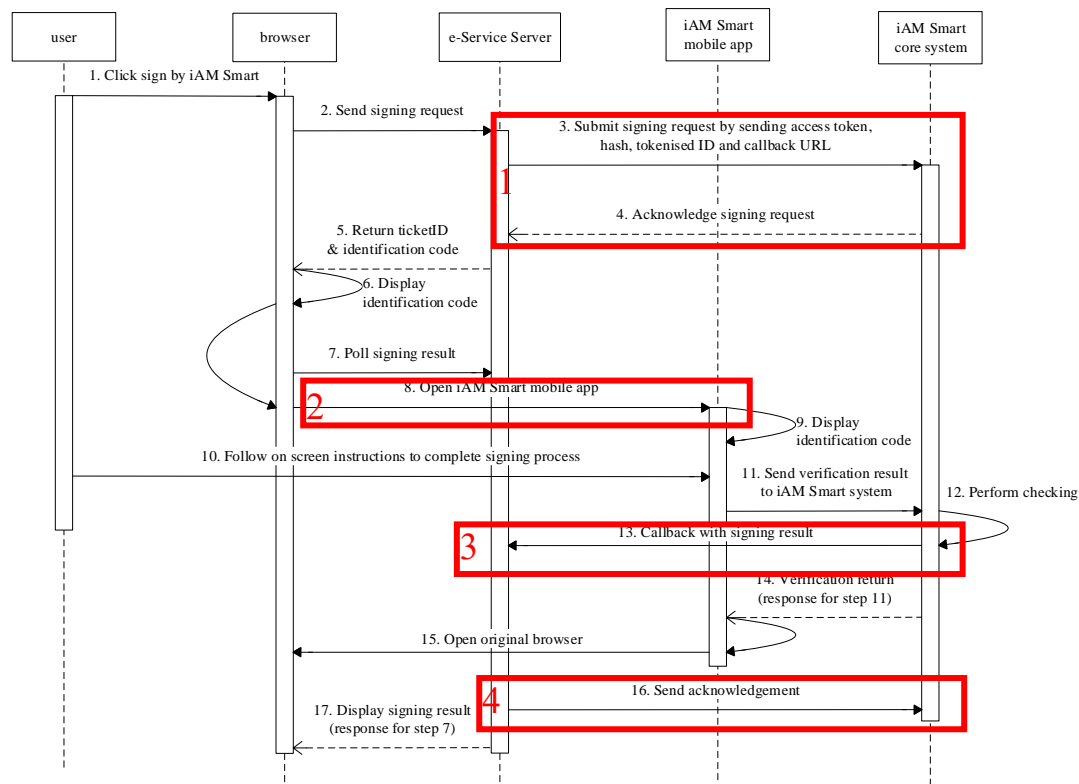 user
browser
e-Service Server
iAM Smart
mobile app
iAM Smart
core system
1. Click sign by iAM Smart
2. Send signing request
3. Submit signing request by sending access token,
hash, tokenised ID and callback URL
1
4. Acknowledge signing request
5. Return ticketID
& identification code
6. Display
identification code
7. Poll signing result
8. Open iAM Smart mobile app
2
9. Display
identification code
10. Follow on screen instructions to complete signing process
11. Send verification result
to iAM Smart system
12. Perform checking
13. Callback with signing result
3
14. Verification return
(response for step 11)
15. Open original browser
16. Send acknowledgement
4
17. Display signing result
(response for step 7)